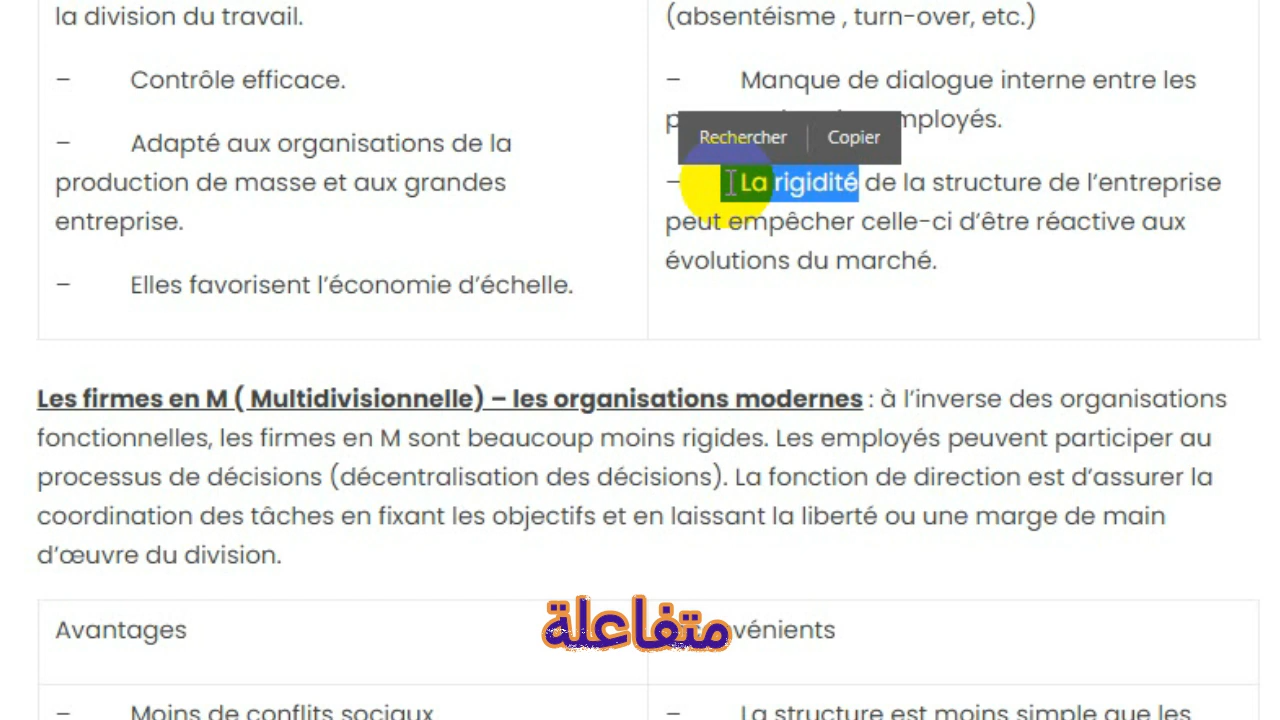 la division du travail.
– Contrôle efficace.
– Adapté aux organisations de la
production de masse et aux grandes
entreprise.
– Elles favorisent l’économie d’échelle.
(absentéisme , turn-over, etc.)
– Manque de dialogue interne entre les
Rechercher Copier
– La rigidité de la structure de l’entreprise
peut empêcher celle-ci d’être réactive aux
évolutions du marché.
Les firmes en M ( Multidivisionnelle) – les organisations modernes : à l’inverse des organisations
fonctionnelles, les firmes en M sont beaucoup moins rigides. Les employés peuvent participer au
processus de décisions (décentralisation des décisions). La fonction de direction est d’assurer la
coordination des tâches en fixant les objectifs et en laissant la liberté ou une marge de main
d’œuvre du division.
Avantages
متفاعلة
– Moins de conflits sociaux
– La structure est moins simple que les